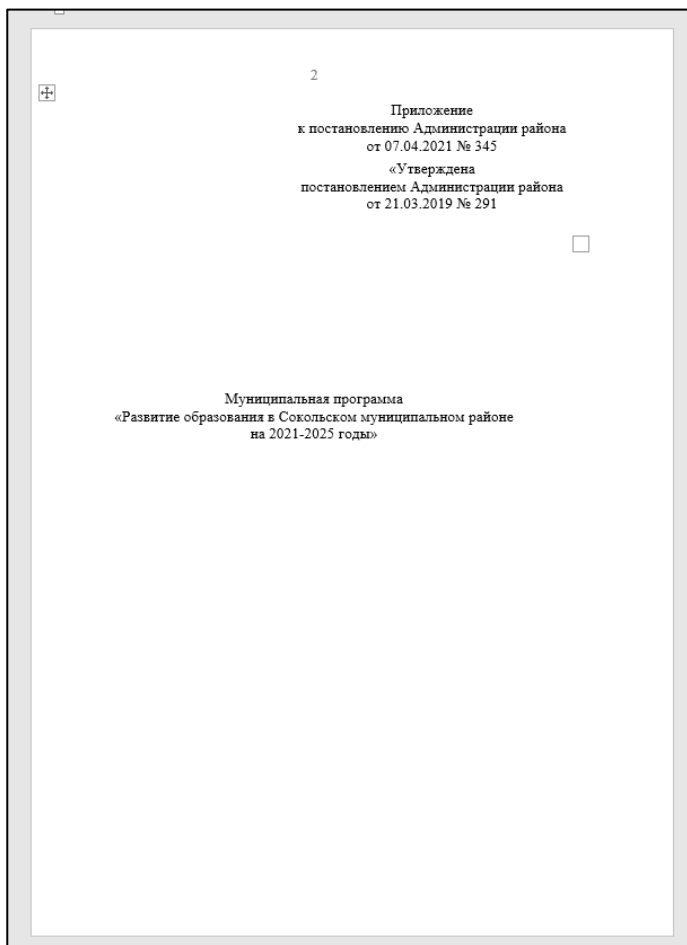 2
Приложение
к постановлению Администрации района
от 07.04.2021 № 345
«Утверждена
постановлением Администрации района
от 21.03.2019 № 291
Муниципальная программа
«Развитие образования в Сокольском муниципальном районе
на 2021-2025 годы»